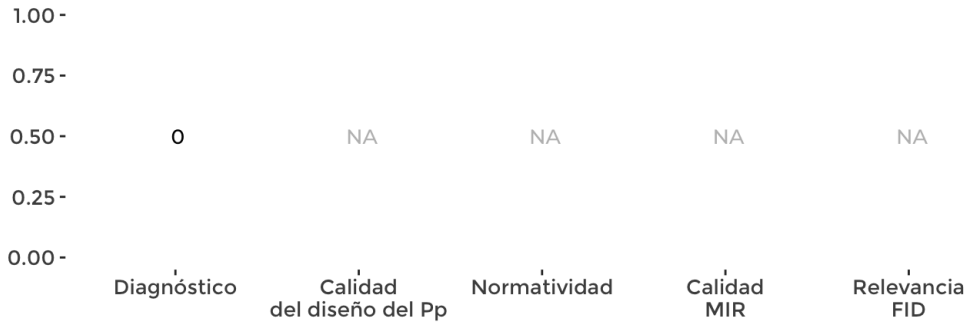 1.00
0.75
0.50
0.25
0.00
0 NA NA NA NA
Diagnóstico
Calidad
del diseño del Pp
Normatividad
Calidad
MIR
Relevancia
FID